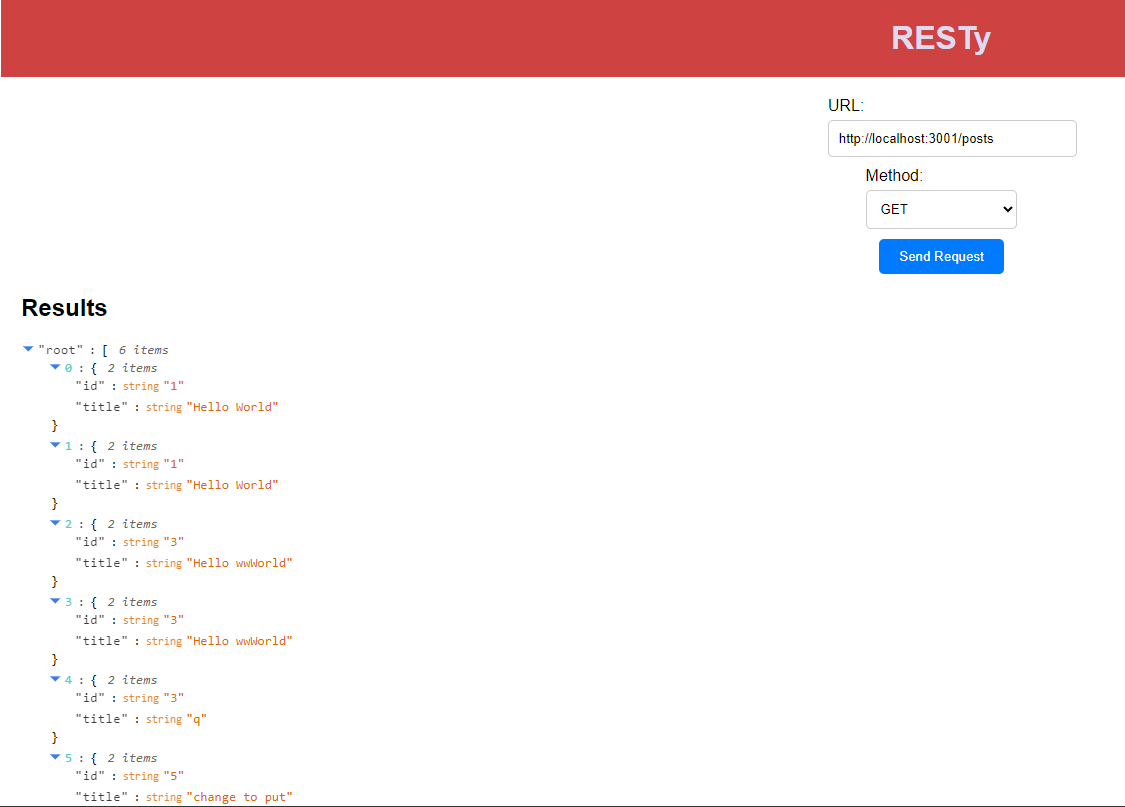 RESTy
URL:
http://localhost:3001/posts
Method:
GET
Send Request
Results
"root" : [ 6 items
0 : { 2 items
"id" : string "1"
"title" : string "Hello World"
}
1 : { 2 items
"id" : string "1"
"title" : string "Hello World"
}
2 : { 2 items
"id" : string "3"
"title" : string "Hello wwWorld"
}
3 : { 2 items
"id" : string "3"
"title" : string "Hello wwWorld"
}
4 : { 2 items
"id" : string "3"
"title" : string "q"
}
5 : { 2 items
"id" : string "5"
"title" : string "change to put"